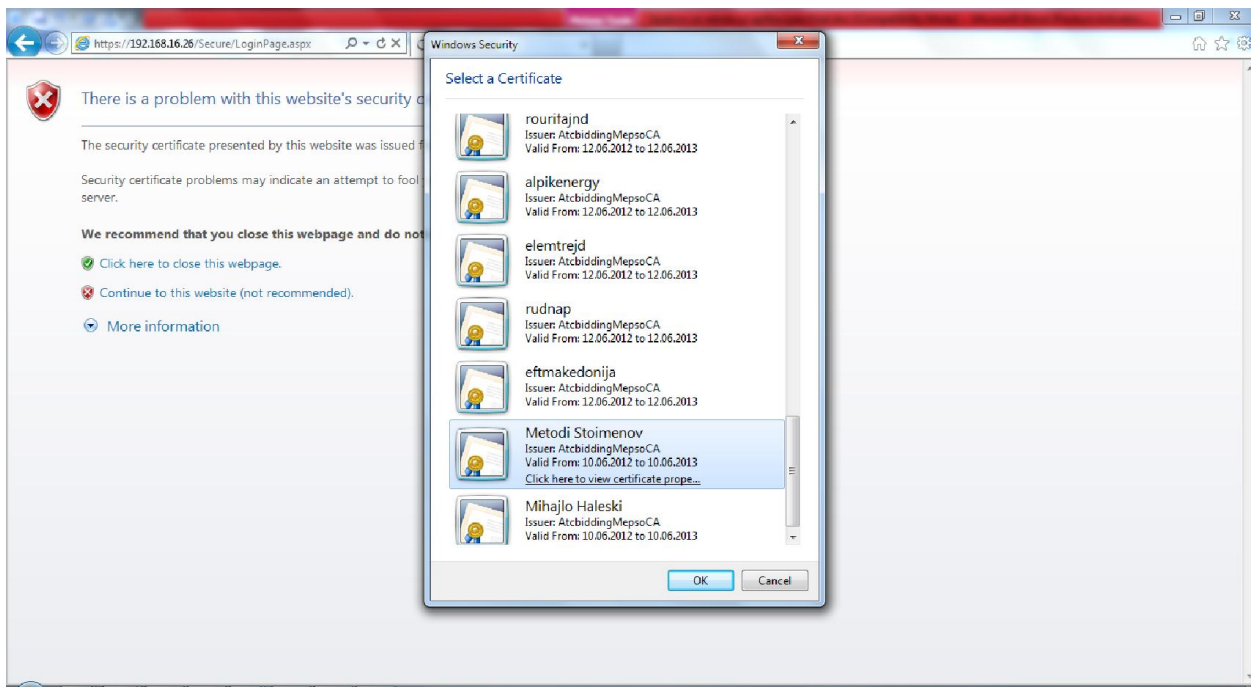 https://192.168.16.26/Secure/LoginPage.aspx
There is a problem with this website's security
The security certificate presented by this website was issued
Security certificate problems may indicate an attempt to fool
server.
We recommend that you close this webpage and do not
Click here to close this webpage.
Continue to this website (not recommended).
More information
Windows Security
Select a Certificate
rouritajnd
Issuer: AtcbiddingMepsoCA
Valid From: 12.06.2012 to 12.06.2013
alpikenergy
Issuer: AtcbiddingMepsoCA
Valid From: 12.06.2012 to 12.06.2013
elemtrejd
Issuer: AtcbiddingMepsoCA
Valid From: 12.06.2012 to 12.06.2013
rudnap
Issuer: AtcbiddingMepsoCA
Valid From: 12.06.2012 to 12.06.2013
eftmakedonija
Issuer: AtcbiddingMepsoCA
Valid From: 12.06.2012 to 12.06.2013
Metodi Stoimenov
Issuer: AtcbiddingMepsoCA
Valid From: 10.06.2012 to 10.06.2013
Click here to view certificate prope...
Mihajlo Haleski
Issuer: AtcbiddingMepsoCA
Valid From: 10.06.2012 to 10.06.2013
OK
Cancel